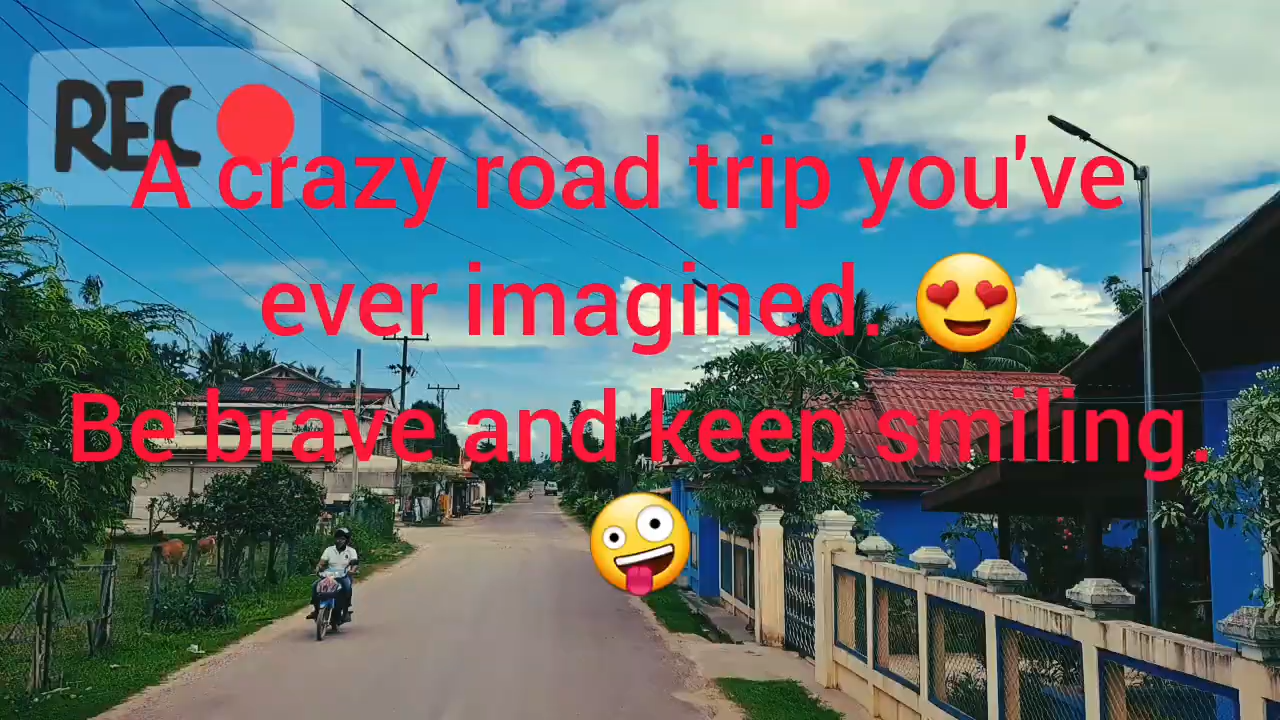 REC
A crazy road trip you've
ever imagined. 😍
Be brave and keep smiling.
🤪